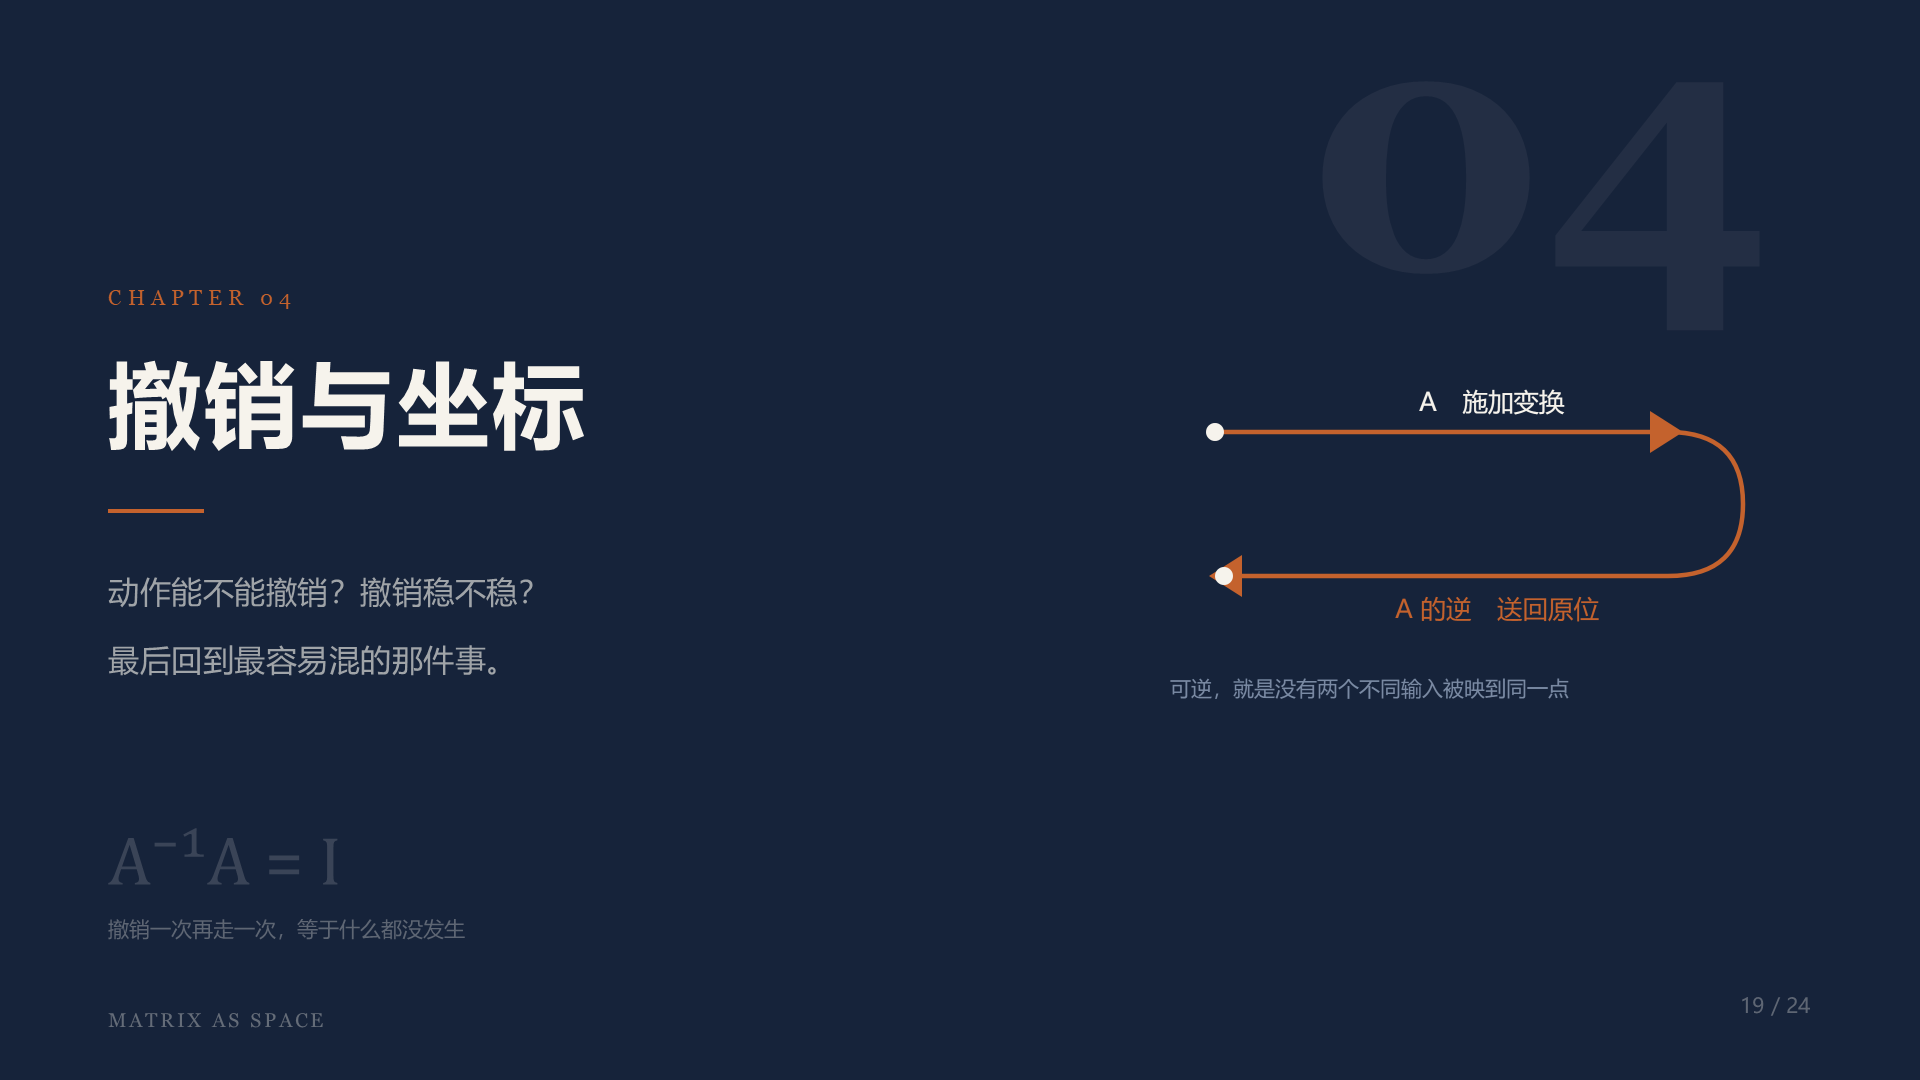 04
CHAPTER 04
撤销与坐标
动作能不能撤销？撤销稳不稳？
最后回到最容易混的那件事。
A 施加变换
A 的逆 送回原位
可逆，就是没有两个不同输入被映到同一点
A⁻¹A = I
撤销一次再走一次，等于什么都没发生
MATRIX AS SPACE
19 / 24